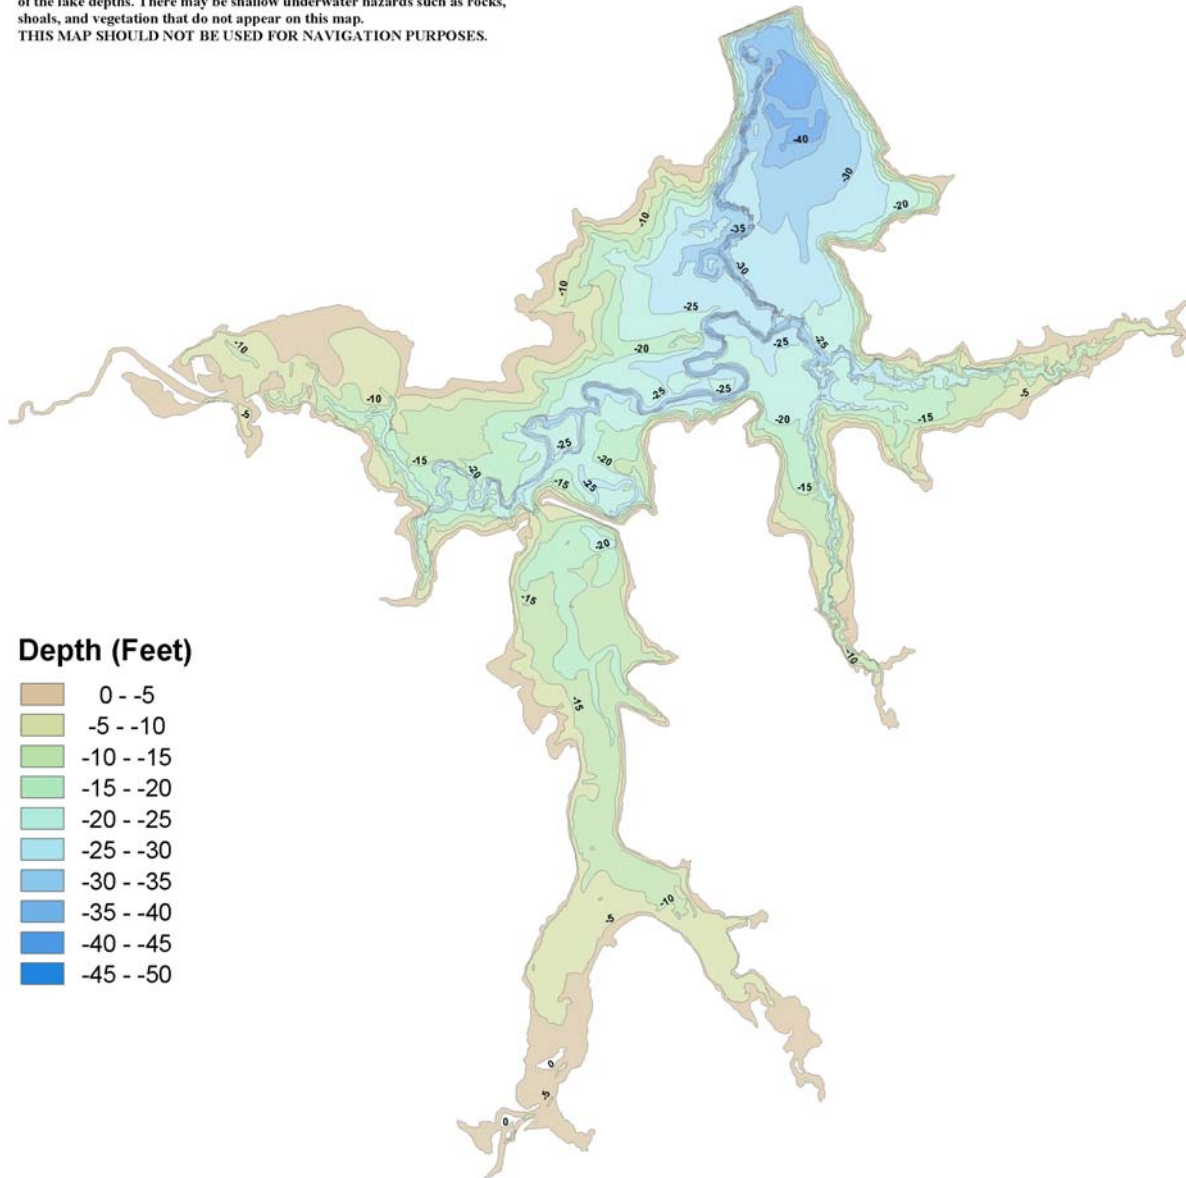 of the lake depths. There may be shallow underwater hazards such as rocks,
shoals, and vegetation that do not appear on this map.
THIS MAP SHOULD NOT BE USED FOR NAVIGATION PURPOSES.
-40
-30
-20
-10
-35
-30
-10
-25
-25
-25
-20
-10
-25
-25
-5
-10
-5
-20
-15
-25
-15
-20
-20
-15
-25
-15
-20
-15
-10
Depth (Feet)
0 - -5
-5 - -10
-10 - -15
-15 - -20
-20 - -25
-25 - -30
-30 - -35
-35 - -40
-40 - -45
-45 - -50
-15
-10
-5
0
-5
0